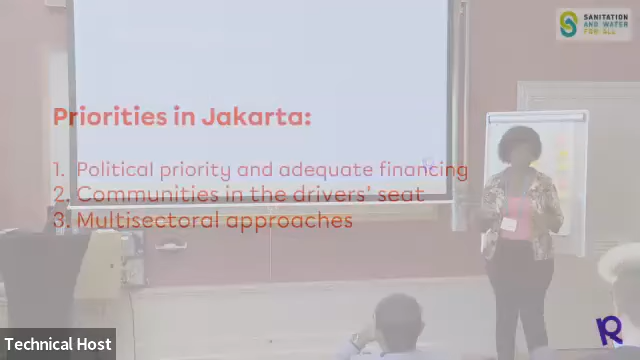 SANITATION
AND WATER
FOR ALL
Priorities in Jakarta:
1. Political priority and adequate financing
2. Communities in the drivers' seat
3. Multisectoral approaches
Technical Host